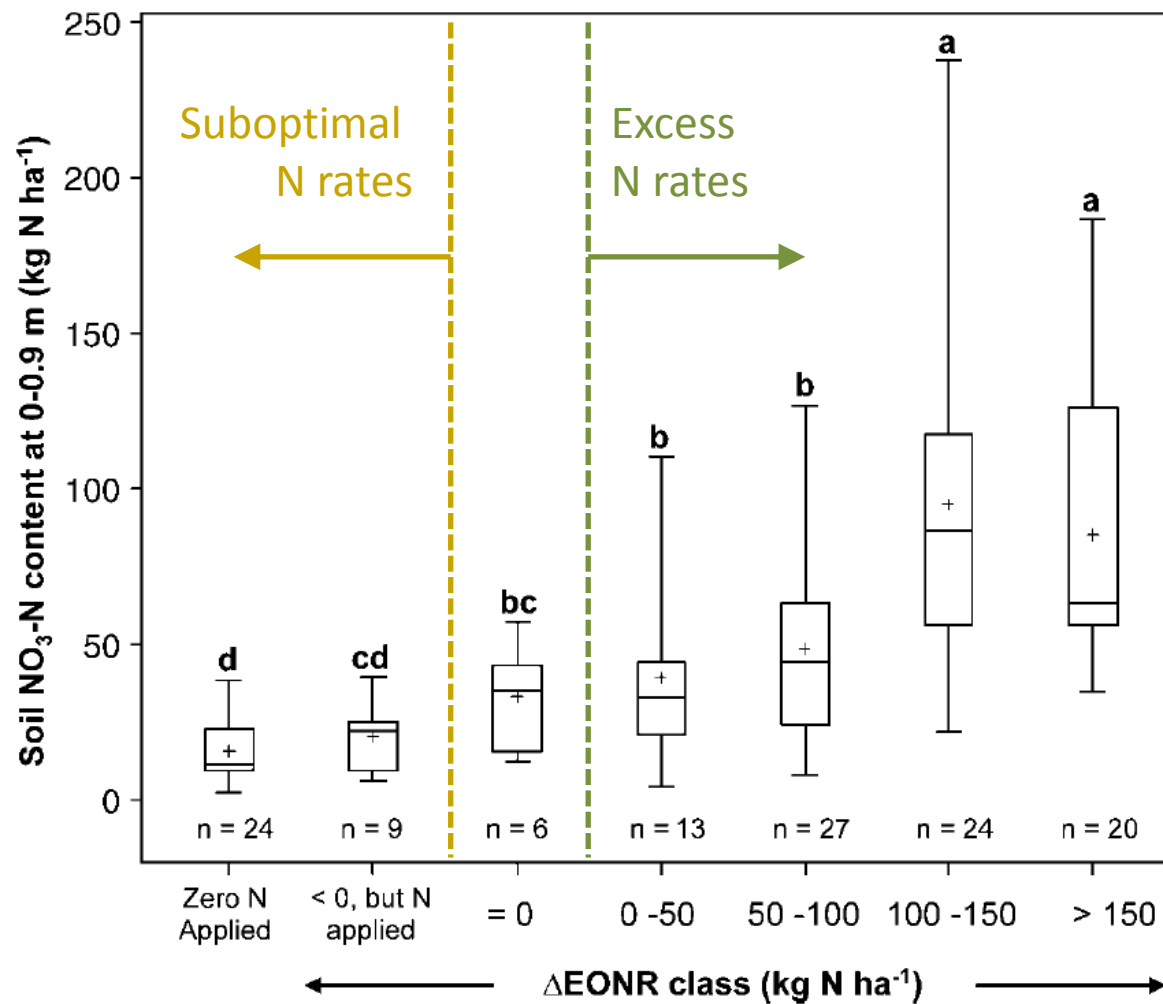 Soil NO₃-N content at 0-0.9 m (kg N ha⁻¹)
250
200
150
100
50
0
Suboptimal
N rates
Excess
N rates
d
cd
bc
b
b
a
a
n = 24
n = 9
n = 6
n = 13
n = 27
n = 24
n = 20
Zero N
Applied
< 0, but N
applied
= 0
0 -50
50 -100
100 -150
> 150
ΔEONR class (kg N ha⁻¹)